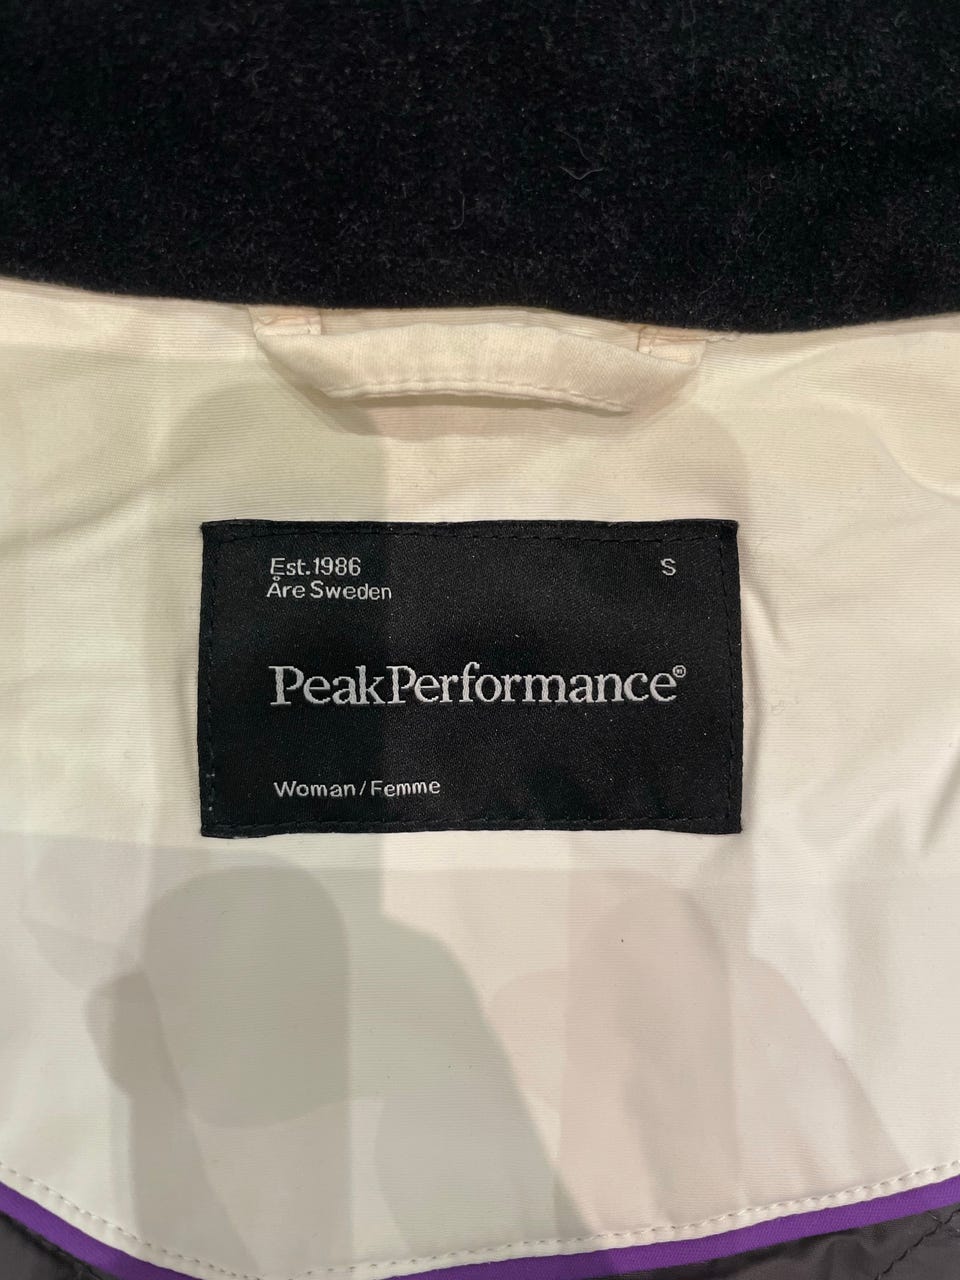 Est.1986
Åre Sweden
S
PeakPerformance®
Woman/Femme